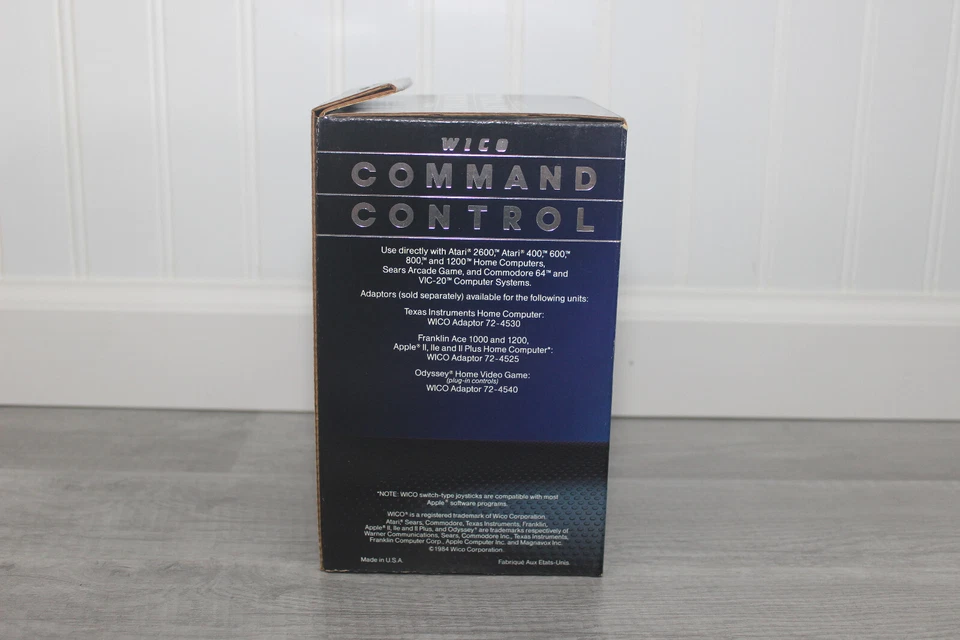 WICO
COMMAND
CONTROL
Use directly with Atari® 2600,™ Atari® 400,™ 600,™
800,™ and 1200™ Home Computers,
Sears Arcade Game, and Commodore 64™ and
VIC-20™ Computer Systems.
Adaptors (sold separately) available for the following units:
Texas Instruments Home Computer:
WICO Adaptor 72-4530
Franklin Ace 1000 and 1200,
Apple® II, IIe and II Plus Home Computer*:
WICO Adaptor 72-4525
Odyssey® Home Video Game:
(plug-in controls)
WICO Adaptor 72-4540
*NOTE: WICO switch-type joysticks are compatible with most
Apple® software programs.
WICO® is a registered trademark of Wico Corporation.
Atari,® Sears, Commodore, Texas Instruments, Franklin,
Apple® II, IIe and II Plus, and Odyssey® are trademarks respectively of
Warner Communications, Sears, Commodore Inc., Texas Instruments,
Franklin Computer Corp., Apple Computer Inc. and Magnavox Inc.
©1984 Wico Corporation.
Made in U.S.A.
Fabriqué Aux Etats-Unis